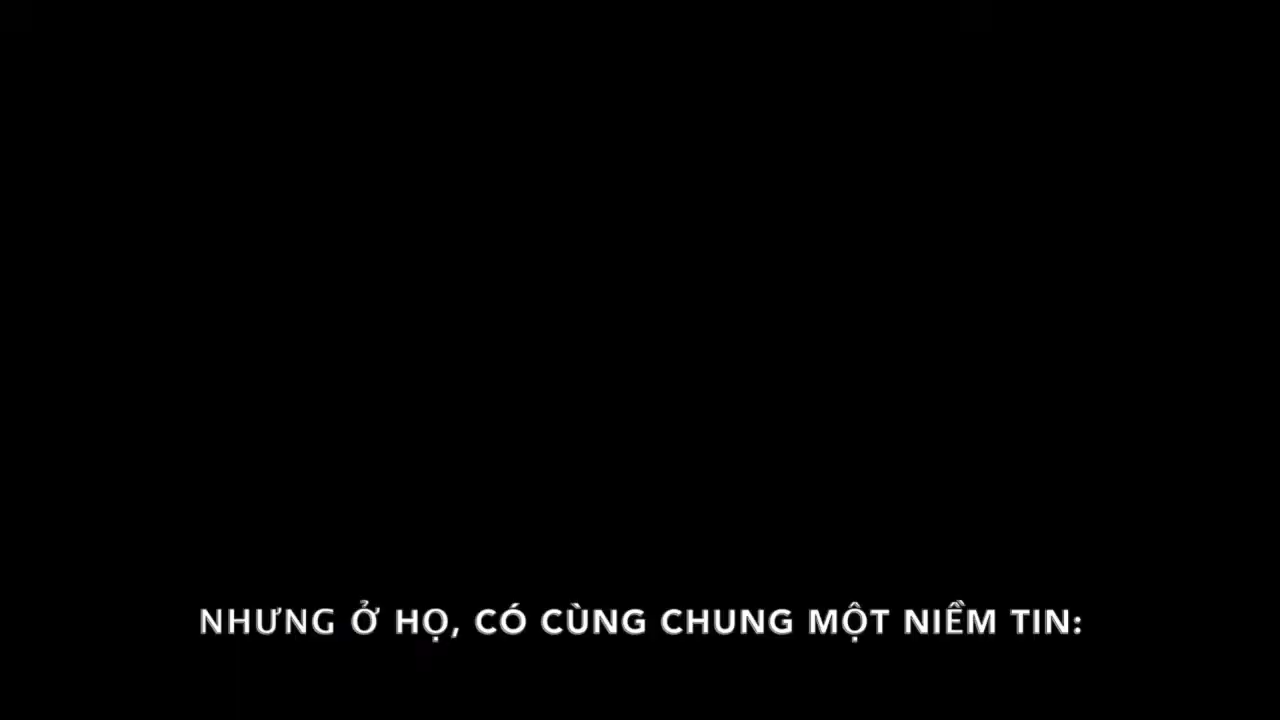 NHƯNG Ở HỌ, CÓ CÙNG CHUNG MỘT NIỀM TIN: